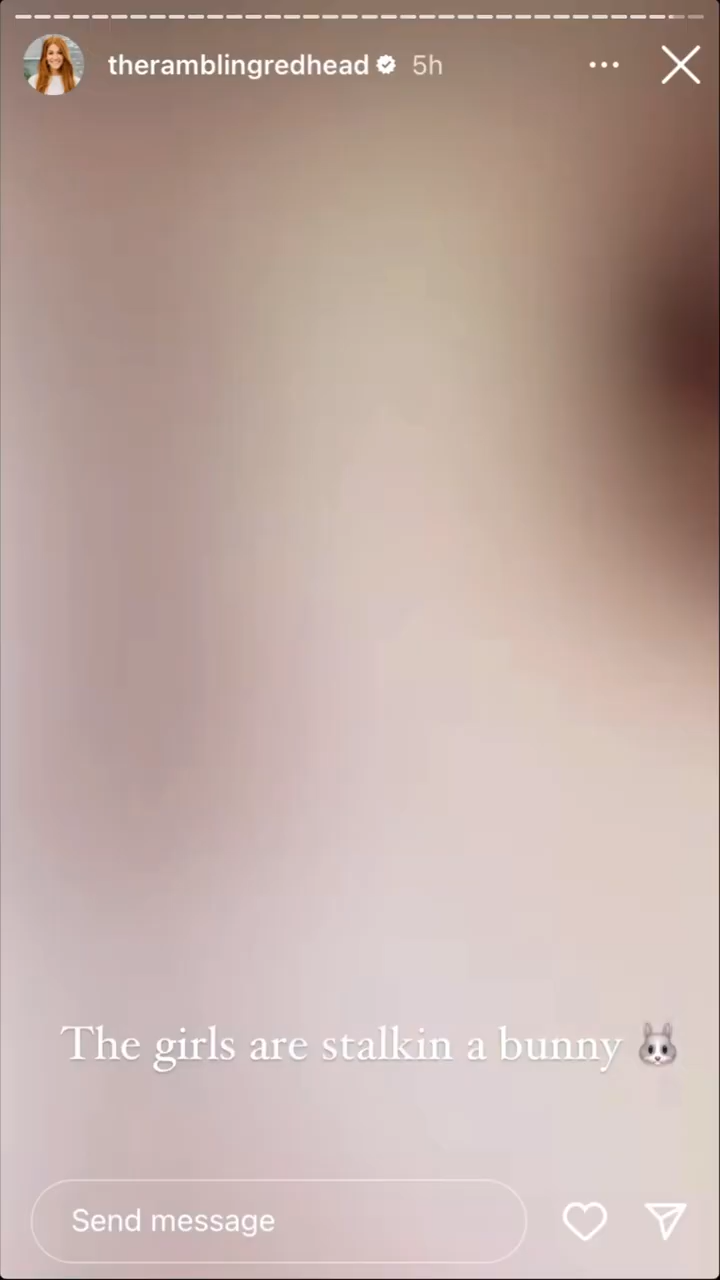 theramblingredhead 5h
The girls are stalkin a bunny 🐰
Send message